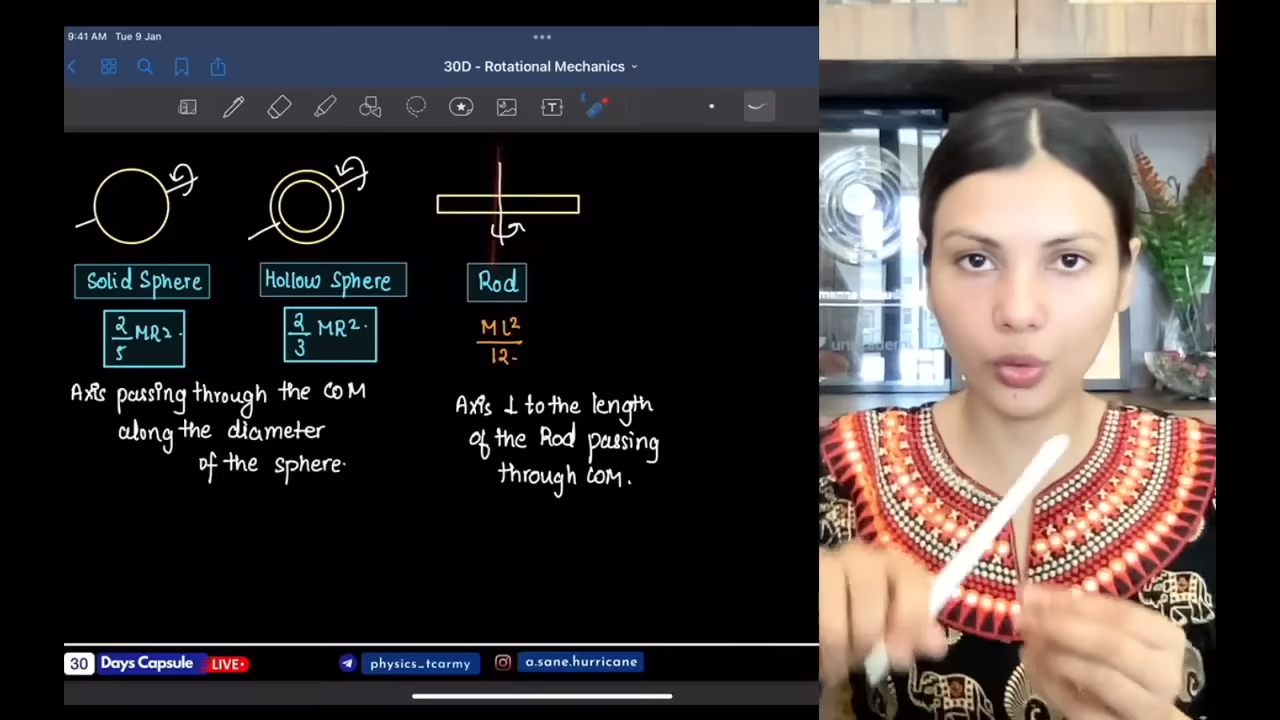 9:41 AM Tue 9 Jan
30D - Rotational Mechanics
Solid Sphere
Hollow Sphere
Rod
2/5 MR2
2/3 MR2
Ml2/12
Axis passing through the COM
along the diameter
of the sphere.
Axis ⊥ to the length
of the Rod passing
through COM.
30 Days Capsule LIVE
physics_tcarmy
a.sane.hurricane